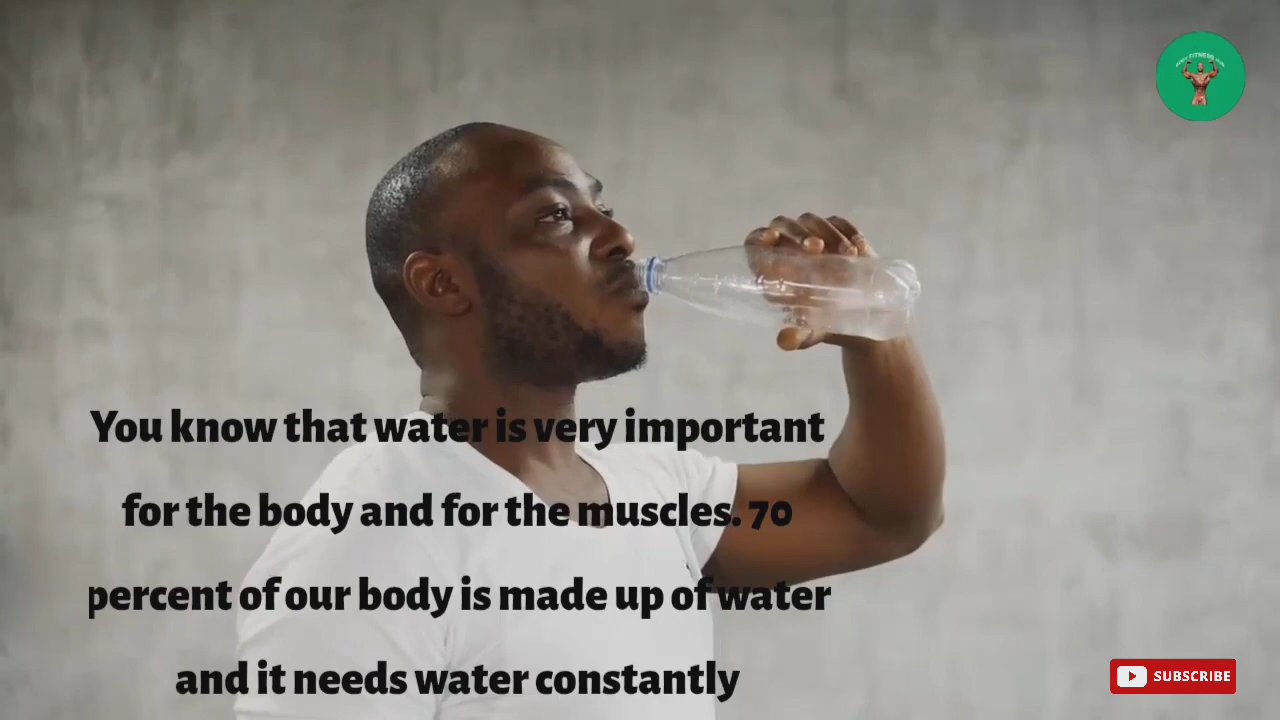 FITNESS
You know that water is very important
for the body and for the muscles. 70
percent of our body is made up of water
and it needs water constantly
SUBSCRIBE